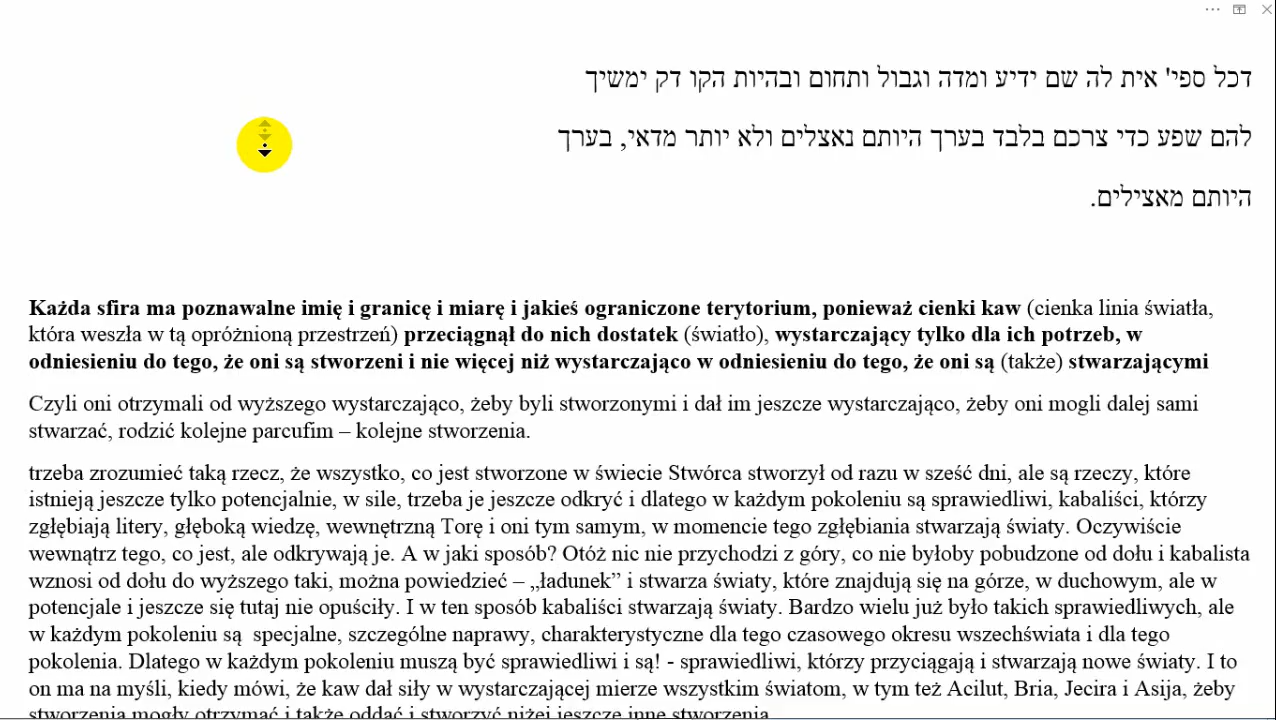 דכל ספי' אית לה שם ידיע ומדה וגבול ותחום ובהיות הקו דק ימשיך
להם שפע כדי צרכם בלבד בערך היותם נאצלים ולא יותר מדאי, בערך
היותם מאצילים.
Każda sfira ma poznawalne imię i granicę i miarę i jakieś ograniczone terytorium, ponieważ cienki kaw (cienka linia światła,
która weszła w tą opróżnioną przestrzeń) przeciągnął do nich dostatek (światło), wystarczający tylko dla ich potrzeb, w
odniesieniu do tego, że oni są stworzeni i nie więcej niż wystarczająco w odniesieniu do tego, że oni są (także) stwarzającymi
Czyli oni otrzymali od wyższego wystarczająco, żeby byli stworzonymi i dał im jeszcze wystarczająco, żeby oni mogli dalej sami
stwarzać, rodzić kolejne parcufim – kolejne stworzenia.
trzeba zrozumieć taką rzecz, że wszystko, co jest stworzone w świecie Stwórca stworzył od razu w sześć dni, ale są rzeczy, które
istnieją jeszcze tylko potencjalnie, w sile, trzeba je jeszcze odkryć i dlatego w każdym pokoleniu są sprawiedliwi, kabaliści, którzy
zgłębiają litery, głęboką wiedzę, wewnętrzną Torę i oni tym samym, w momencie tego zgłębiania stwarzają światy. Oczywiście
wewnątrz tego, co jest, ale odkrywają je. A w jaki sposób? Otóż nic nie przychodzi z góry, co nie byłoby pobudzone od dołu i kabalista
wznosi od dołu do wyższego taki, można powiedzieć – „ładunek” i stwarza światy, które znajdują się na górze, w duchowym, ale w
potencjale i jeszcze się tutaj nie opuściły. I w ten sposób kabaliści stwarzają światy. Bardzo wielu już było takich sprawiedliwych, ale
w każdym pokoleniu są specjalne, szczególne naprawy, charakterystyczne dla tego czasowego okresu wszechświata i dla tego
pokolenia. Dlatego w każdym pokoleniu muszą być sprawiedliwi i są! - sprawiedliwi, którzy przyciągają i stwarzają nowe światy. I to
on ma na myśli, kiedy mówi, że kaw dał siły w wystarczającej mierze wszystkim światom, w tym też Acilut, Bria, Jecira i Asija, żeby
stworzenia mogły otrzymać i także oddać i stworzyć niżej jeszcze inne stworzenia